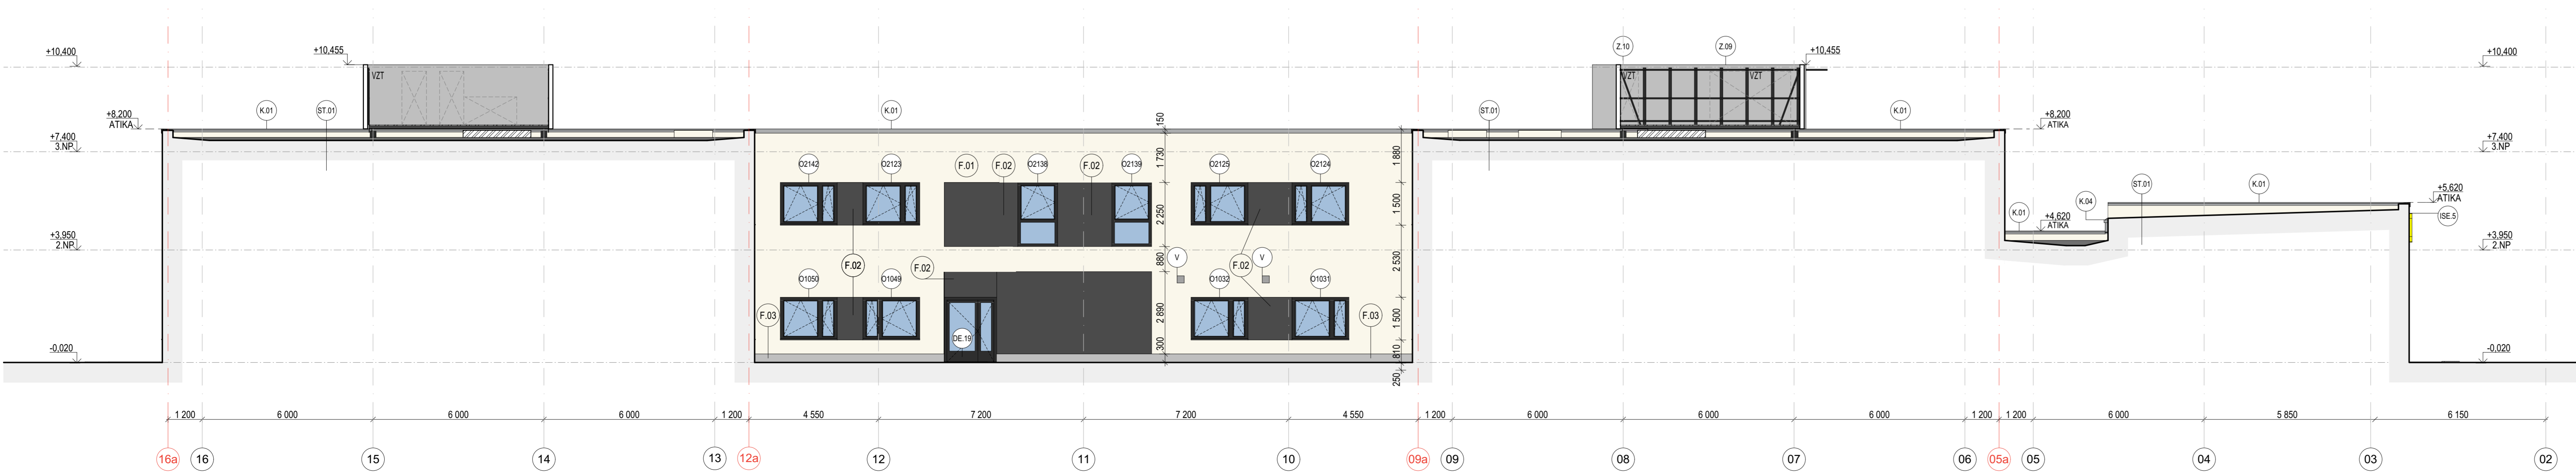 +10,400
+10,455
VZT
K.01
ST.01
+8,200
ATIKA
+7,400
3.NP
+3,950
2.NP
-0,020
K.01
O2142
O2123
F.01
F.02
O2138
F.02
O2139
O2125
O2124
F.02
F.02
F.02
V
V
O1050
O1049
O1032
O1031
F.03
DE.19
F.03
150
1 730
2 250
880
2 890
300
1 880
1 500
2 530
1 500
810
250
ST.01
Z.10
Z.09
+10,455
VZT
VZT
K.01
+8,200
ATIKA
+7,400
3.NP
+10,400
K.01
+4,620
ATIKA
K.04
ST.01
K.01
+5,620
ATIKA
ISE.5
+3,950
2.NP
-0,020
1 200
6 000
6 000
6 000
1 200
4 550
7 200
7 200
4 550
1 200
6 000
6 000
6 000
1 200
1 200
6 000
5 850
6 150
16a
16
15
14
13
12a
12
11
10
09a
09
08
07
06
05a
05
04
03
02